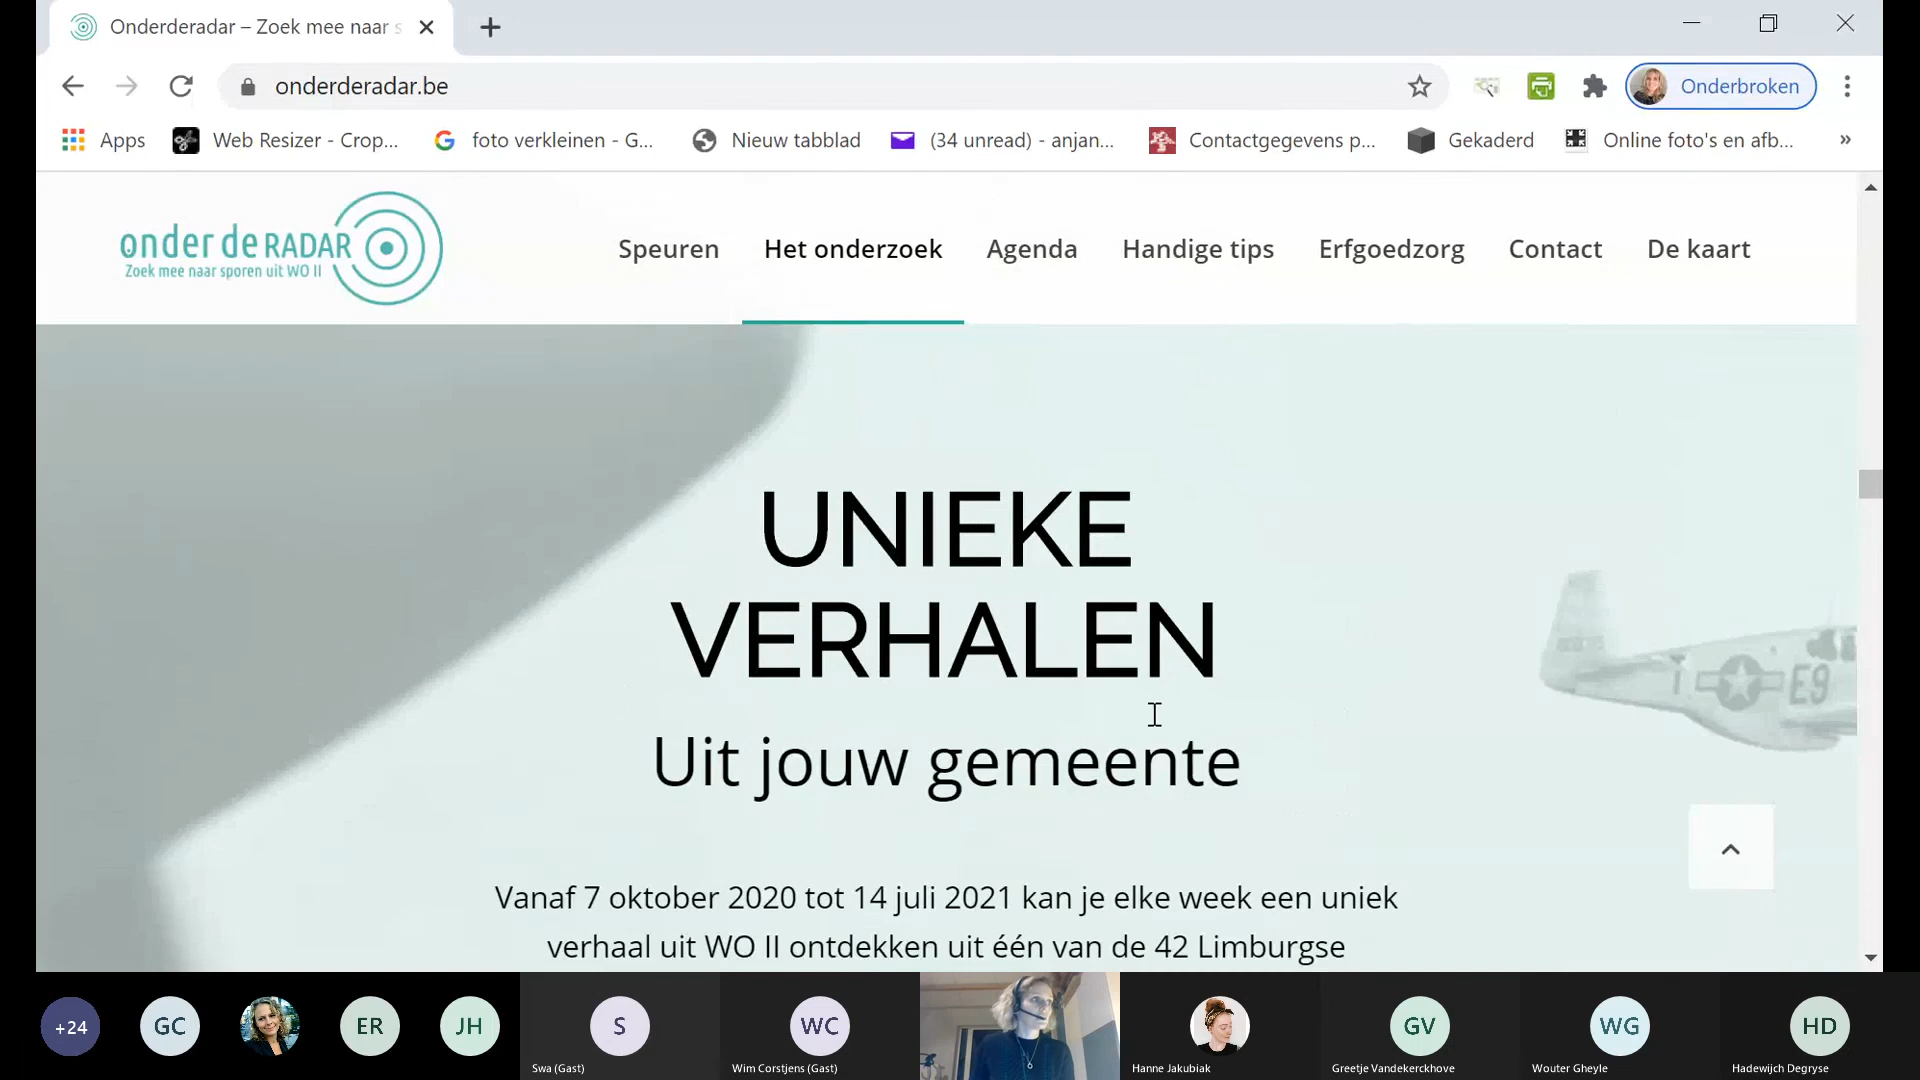 Onderderadar – Zoek mee naar s
onderderadar.be
Onderbroken
Apps
Web Resizer - Crop...
foto verkleinen - G...
Nieuw tabblad
(34 unread) - anjan...
Contactgegevens p...
Gekaderd
Online foto's en afb...
»
onder de RADAR
Zoek mee naar sporen uit WO II
Speuren
Het onderzoek
Agenda
Handige tips
Erfgoedzorg
Contact
De kaart
UNIEKE
VERHALEN
E9
Uit jouw gemeente
Vanaf 7 oktober 2020 tot 14 juli 2021 kan je elke week een uniek
verhaal uit WO II ontdekken uit één van de 42 Limburgse
+24
GC
ER
JH
S
WC
GV
WG
HD
Swa (Gast)
Wim Corstjens (Gast)
Hanne Jakubiak
Greetje Vandekerckhove
Wouter Gheyle
Hadewijch Degryse